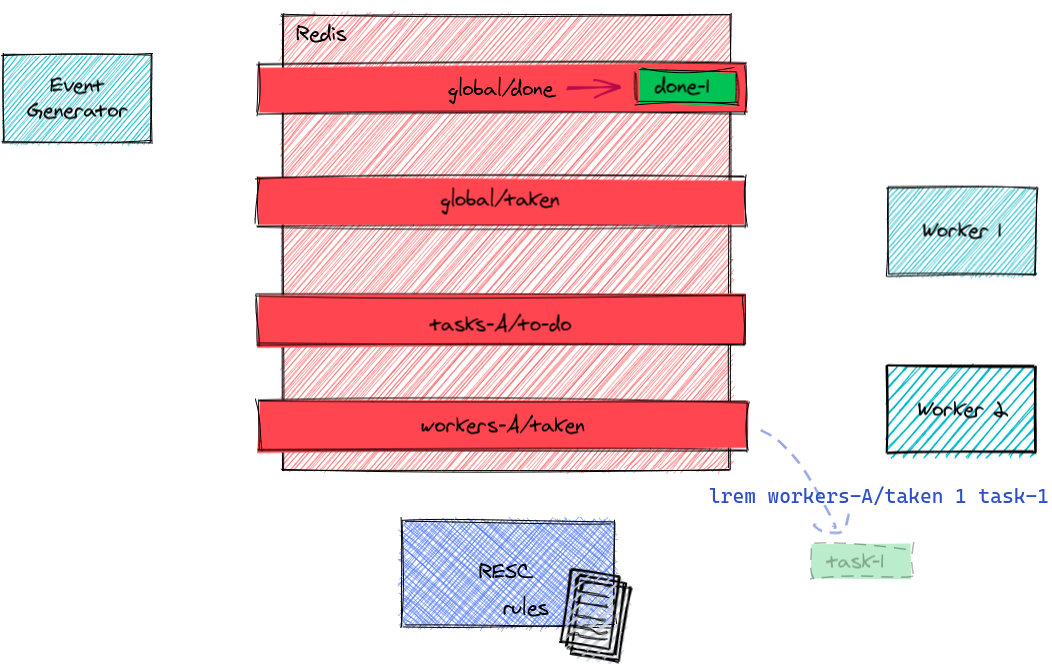 Redis
Event
Generator
global/done
done-1
global/taken
Worker 1
tasks-A/to-do
workers-A/taken
Worker 2
lrem workers-A/taken 1 task-1
task-1
RESC
rules